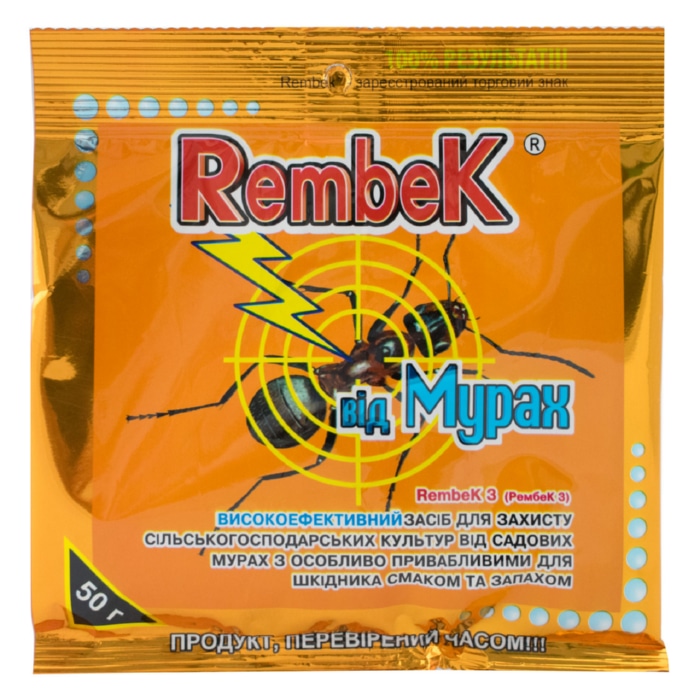 100% РЕЗУЛЬТАТ!!!
RembeK - зареєстрований торговий знак
RembeK ®
від Мурах
RembeK 3 (РембеК 3)
ВИСОКОЕФЕКТИВНИЙ ЗАСІБ ДЛЯ ЗАХИСТУ
СІЛЬСЬКОГОСПОДАРСЬКИХ КУЛЬТУР ВІД САДОВИХ
МУРАХ З ОСОБЛИВО ПРИВАБЛИВИМИ ДЛЯ
ШКІДНИКА СМАКОМ ТА ЗАПАХОМ
50 г
ПРОДУКТ, ПЕРЕВІРЕНИЙ ЧАСОМ!!!